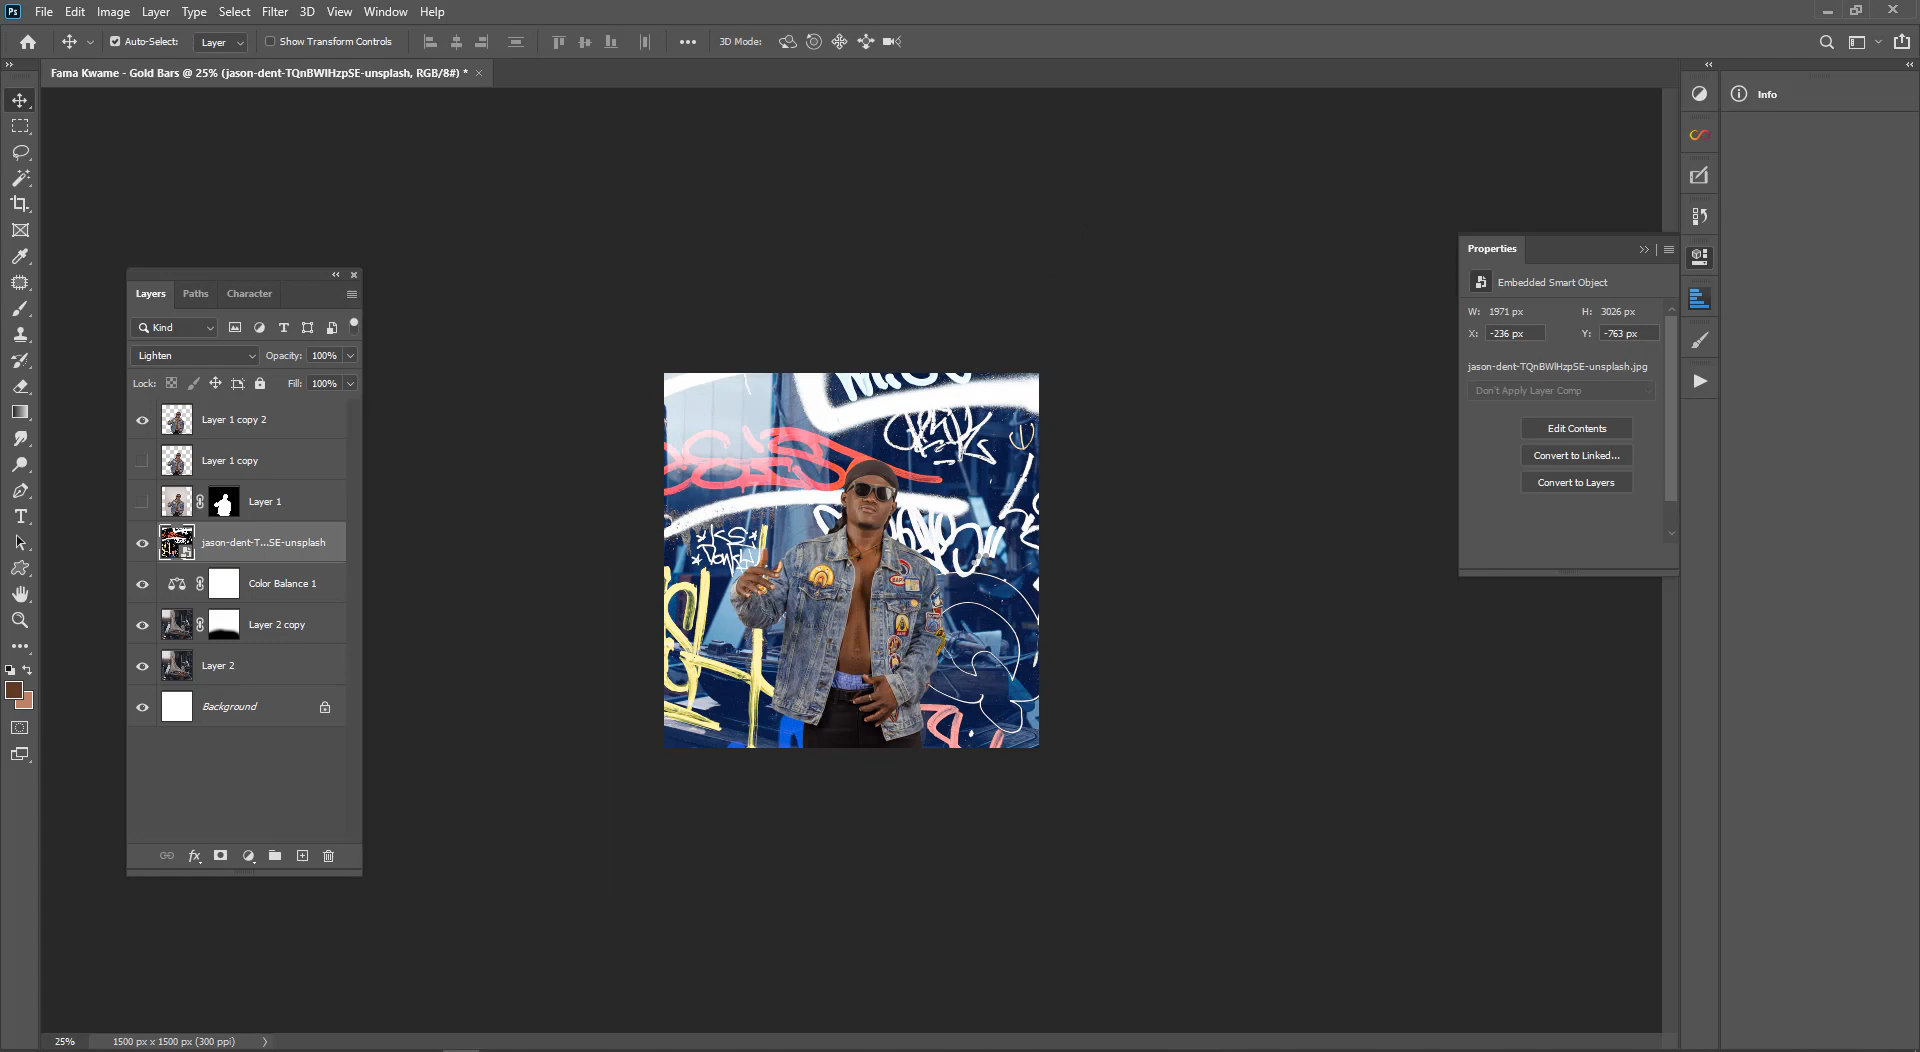 Ps File Edit Image Layer Type Select Filter 3D View Window Help
Auto-Select: Layer Show Transform Controls 3D Mode:
Fama Kwame - Gold Bars @ 25% (jason-dent-TQnBWlHzpSE-unsplash, RGB/8#) *
Info
Properties
Embedded Smart Object
W: 1971 px H: 3026 px
X: -236 px Y: -763 px
jason-dent-TQnBWlHzpSE-unsplash.jpg
Don't Apply Layer Comp
Edit Contents
Convert to Linked...
Convert to Layers
Layers Paths Character
Kind
Lighten Opacity: 100%
Lock: Fill: 100%
Layer 1 copy 2
Layer 1 copy
Layer 1
jason-dent-T...SE-unsplash
Color Balance 1
Layer 2 copy
Layer 2
Background
KS
25% 1500 px x 1500 px (300 ppi)